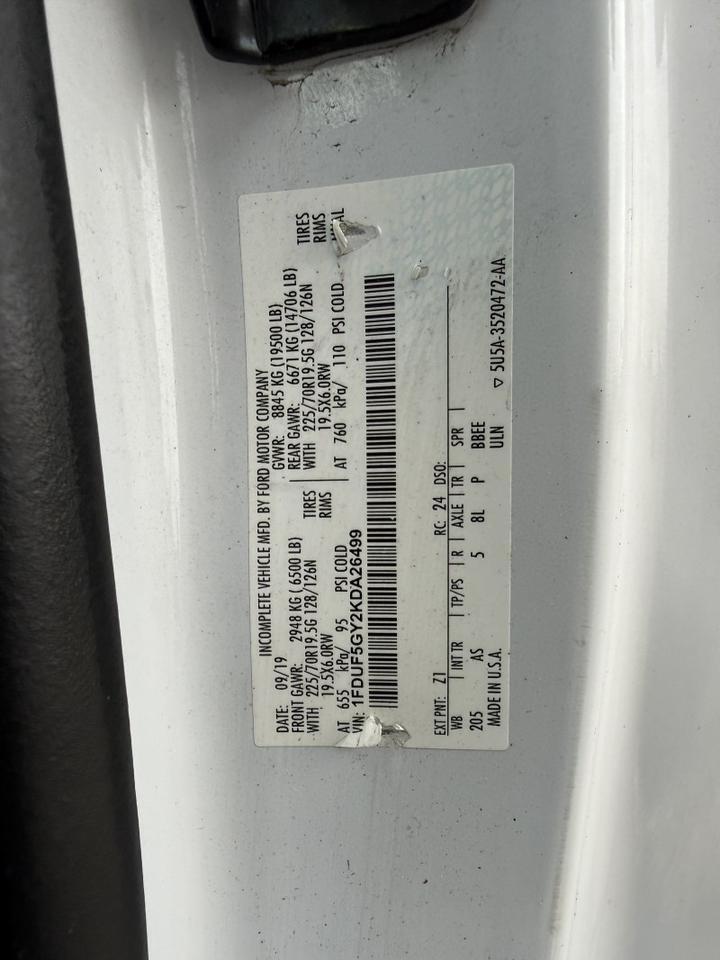 INCOMPLETE VEHICLE MFD. BY FORD MOTOR COMPANY
DATE: 09/19 GVWR: 8845 KG (19500 LB)
FRONT GAWR: 2948 KG ( 6500 LB) REAR GAWR: 6671 KG (14706 LB)
WITH 225/70R19.5G 128/126N TIRES WITH 225/70R19.5G 128/126N TIRES
19.5X6.0RW RIMS 19.5X6.0RW RIMS
AT 655 kPa/ 95 PSI COLD AT 760 kPa/ 110 PSI COLD
VIN: 1FDUF5GY2KDA26499
EXT PNT: Z1 RC: 24 DSO:
WB INT TR TP/PS R AXLE TR SPR
205 AS 5 8L P BBEE
MADE IN U.S.A. ULN
▽ 5U5A-3520472-AA